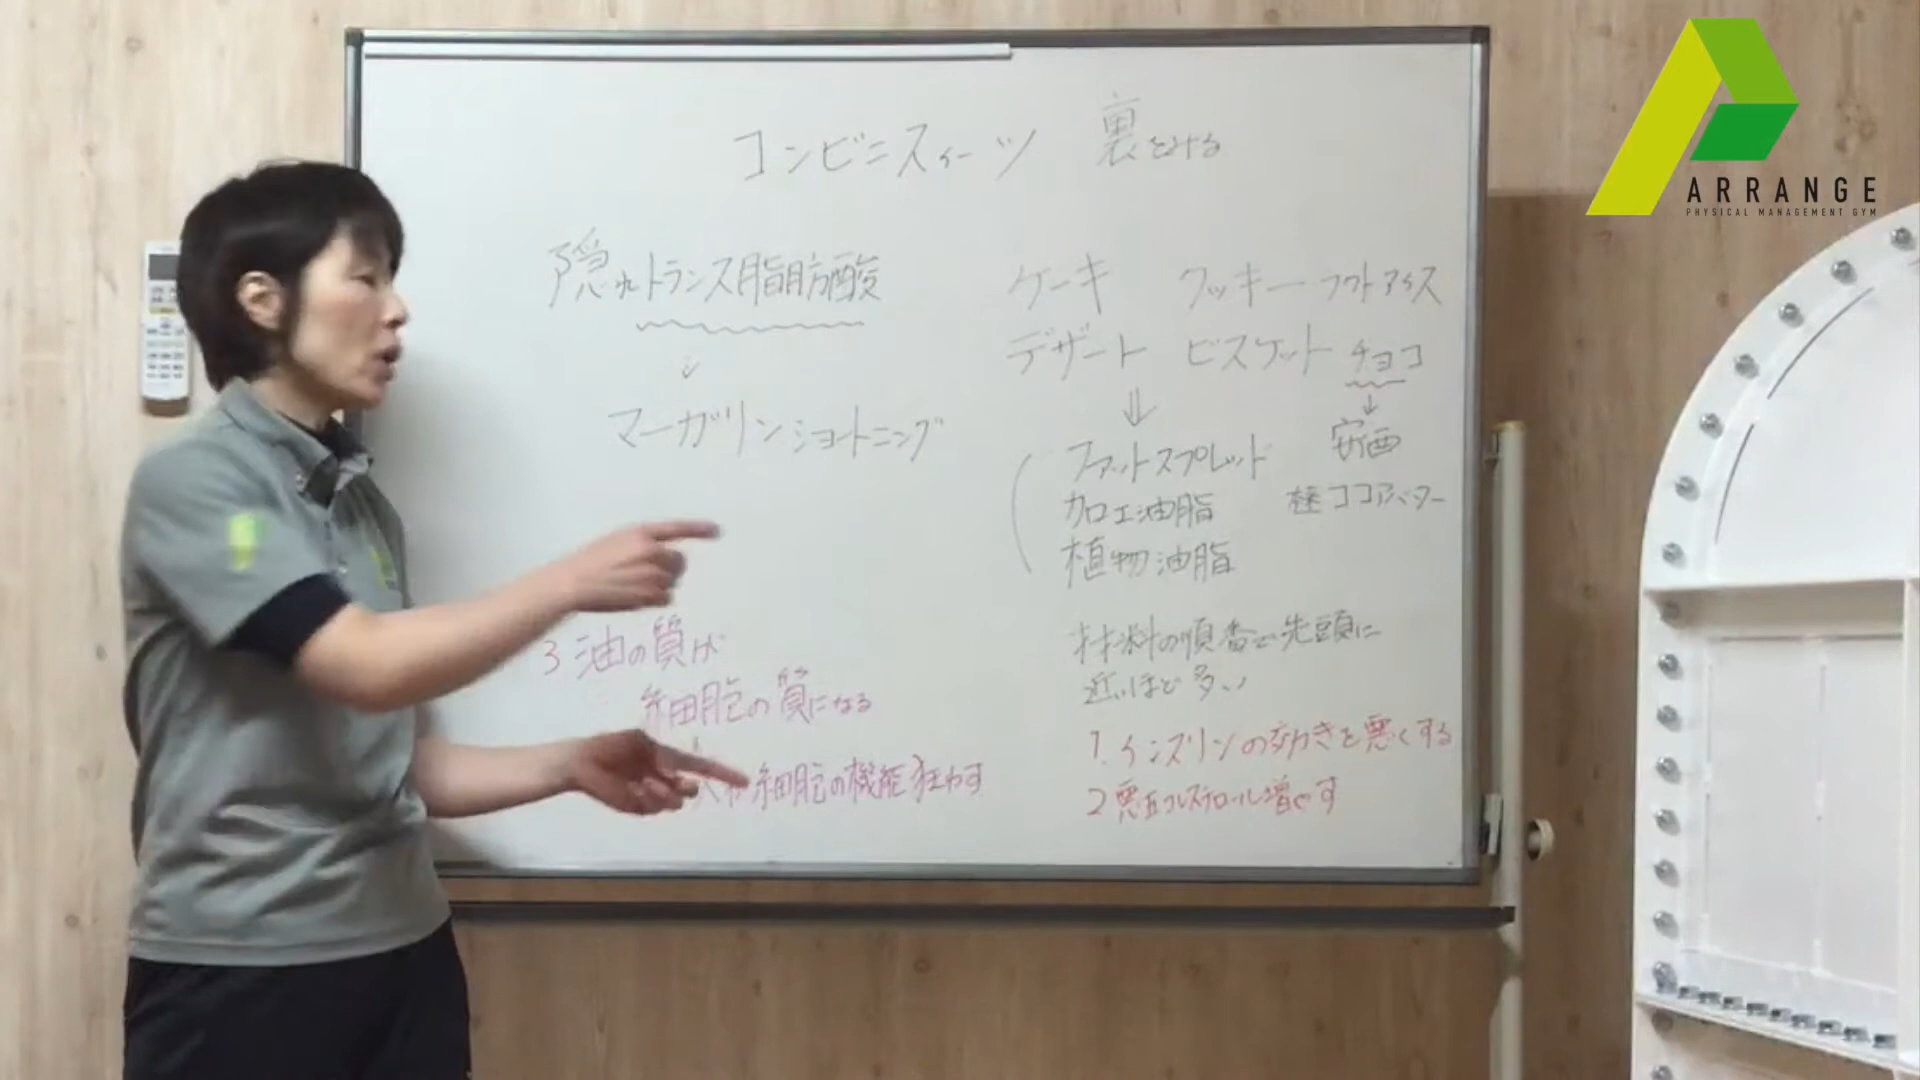 コンビニスイーツ 裏をみる
隠れトランス脂肪酸
マーガリン ショートニング
ケーキ クッキー ソフトアイス
デザート ビスケット チョコ
⇓ ↓
ファットスプレッド 安価
加工油脂 ココアバター
植物油脂
材料の順番で先頭に
近いほど多い
1. インスリンの効きを悪くする
2 悪玉コレステロール増やす
3 油の質が
細胞の質になる
細胞の機能狂わす
ARRANGE
PHYSICAL MANAGEMENT GYM